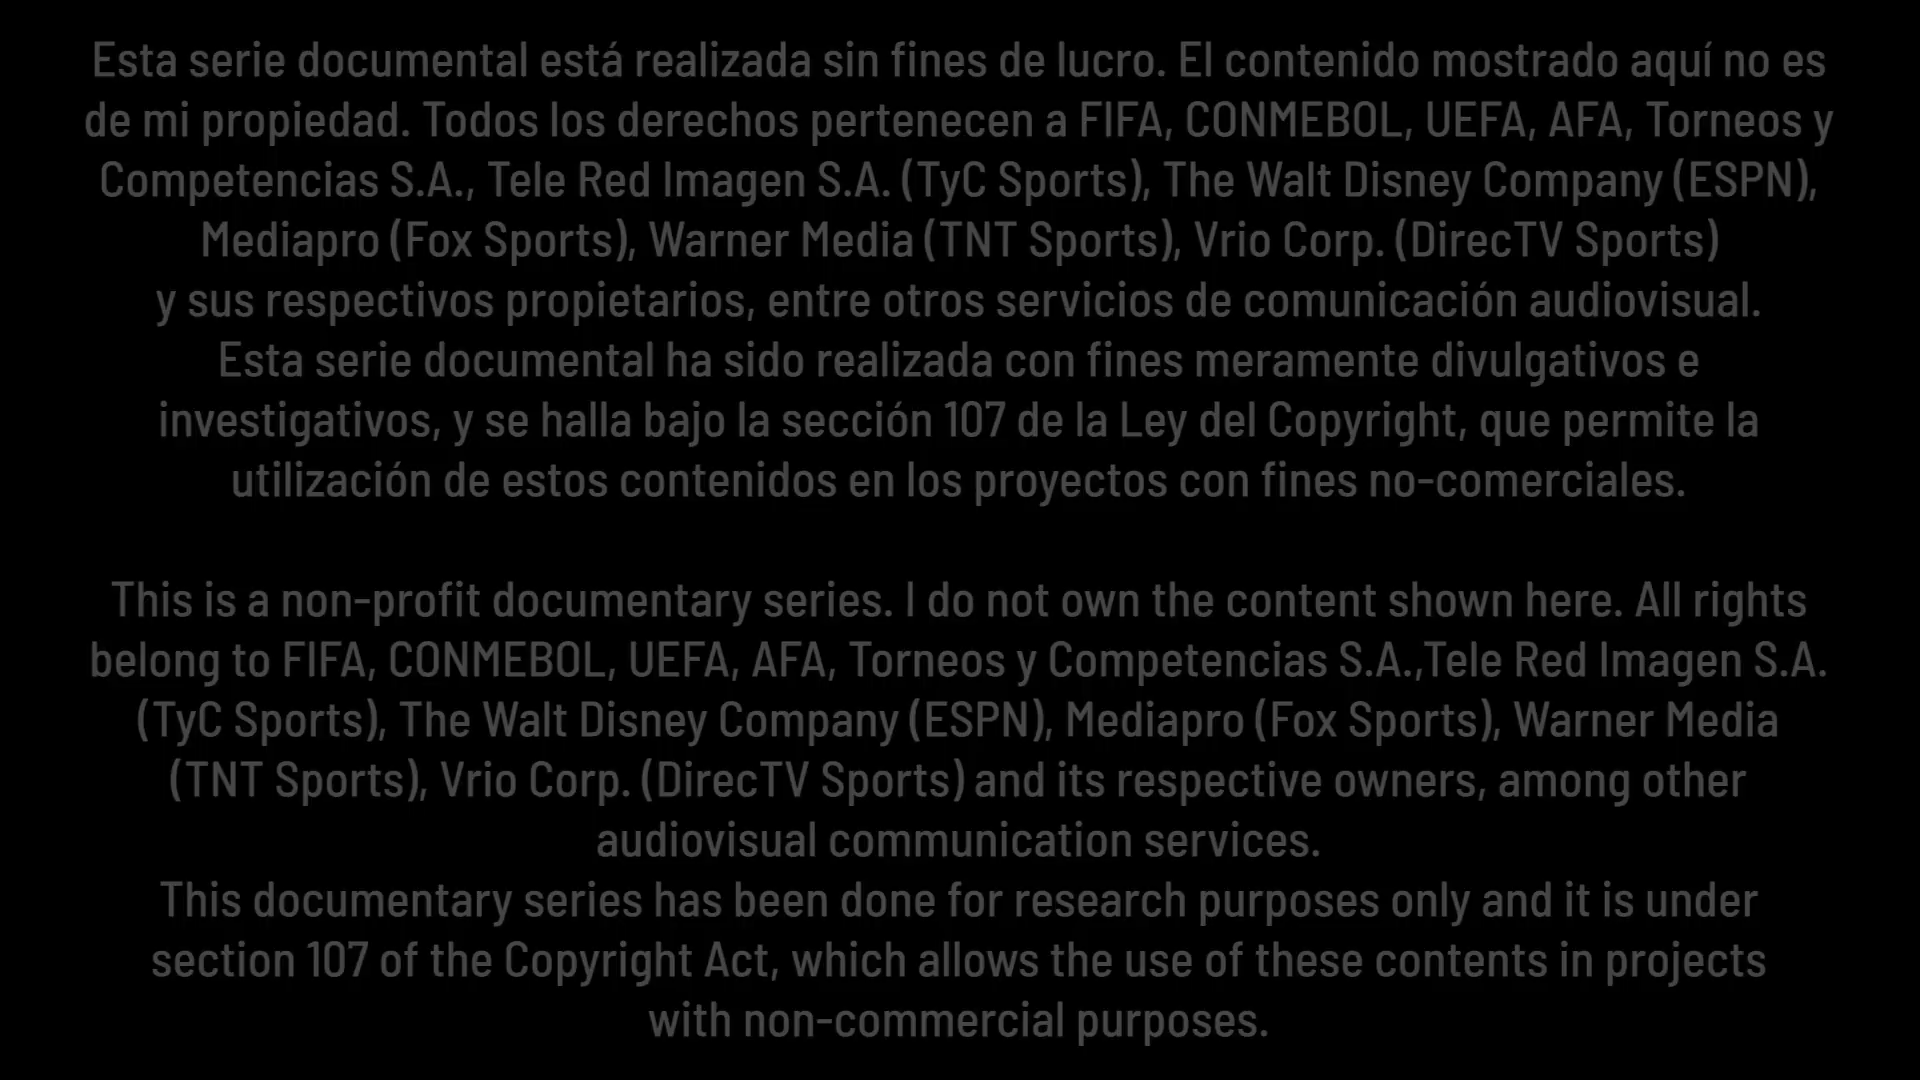 Esta serie documental está realizada sin fines de lucro. El contenido mostrado aquí no es
de mi propiedad. Todos los derechos pertenecen a FIFA, CONMEBOL, UEFA, AFA, Torneos y
Competencias S.A., Tele Red Imagen S.A. (TyC Sports), The Walt Disney Company (ESPN),
Mediapro (Fox Sports), Warner Media (TNT Sports), Vrio Corp. (DirecTV Sports)
y sus respectivos propietarios, entre otros servicios de comunicación audiovisual.
Esta serie documental ha sido realizada con fines meramente divulgativos e
investigativos, y se halla bajo la sección 107 de la Ley del Copyright, que permite la
utilización de estos contenidos en los proyectos con fines no-comerciales.
This is a non-profit documentary series. I do not own the content shown here. All rights
belong to FIFA, CONMEBOL, UEFA, AFA, Torneos y Competencias S.A.,Tele Red Imagen S.A.
(TyC Sports), The Walt Disney Company (ESPN), Mediapro (Fox Sports), Warner Media
(TNT Sports), Vrio Corp. (DirecTV Sports) and its respective owners, among other
audiovisual communication services.
This documentary series has been done for research purposes only and it is under
section 107 of the Copyright Act, which allows the use of these contents in projects
with non-commercial purposes.